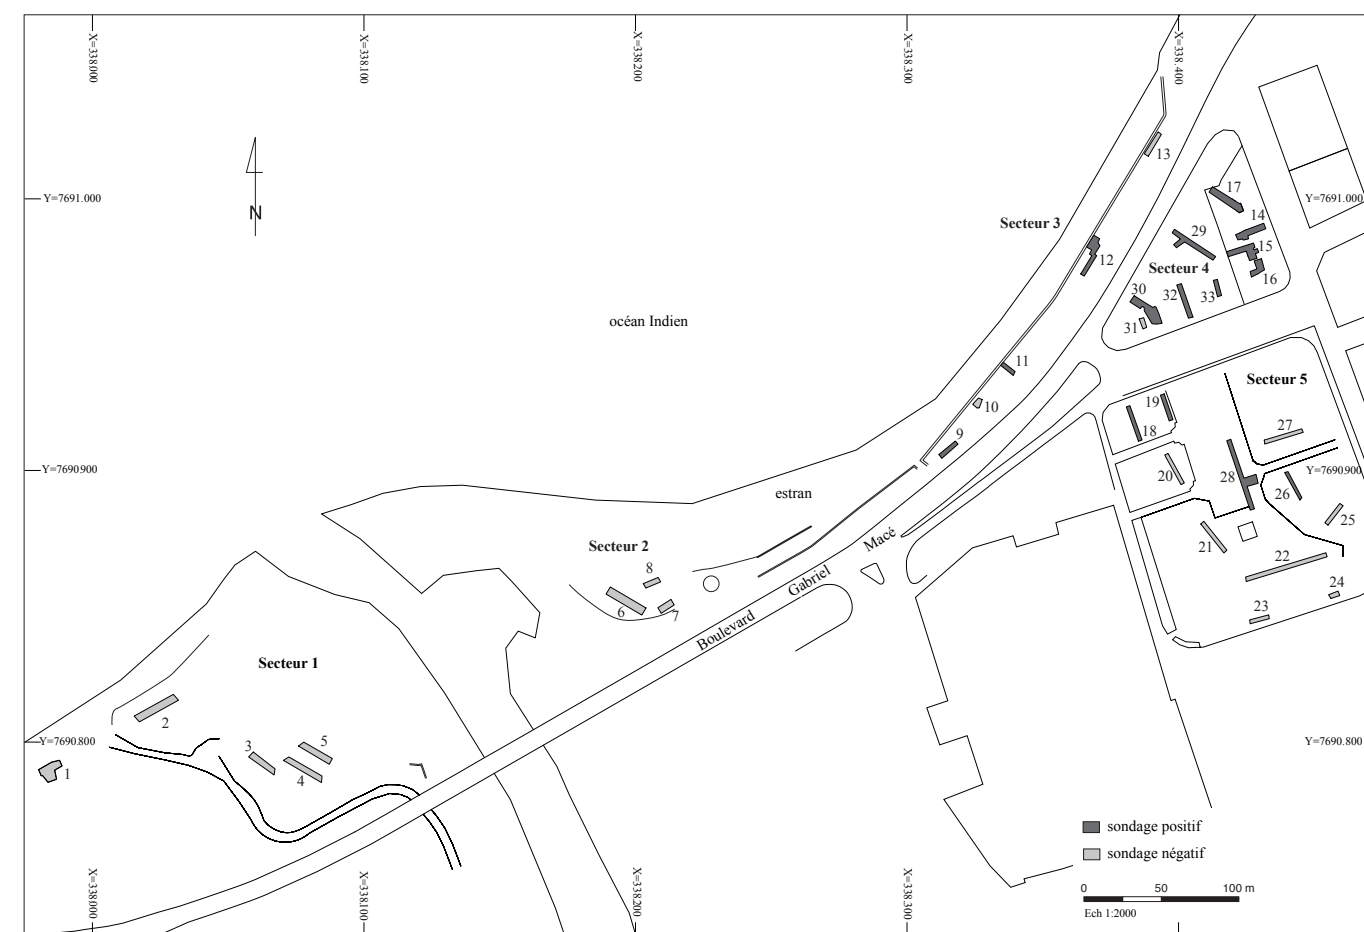 X=338.000
X=338.100
X=338.200
X=338.300
X=338.400
13
Y=7691.000
17
Y=7691.000
N
Secteur 3
14
29
15
12
Secteur 4
16
30
32
33
océan Indien
31
11
Secteur 5
19
10
27
18
9
Y=7690.900
Y=7690.900
20
28
26
estran
25
Macé
21
Secteur 2
22
8
Gabriel
24
6
7
23
Boulevard
Secteur 1
2
Y=7690.800
Y=7690.800
3
5
1
4
sondage positif
sondage négatif
X=338.000
X=338.100
X=338.200
X=338.300
0 50 100 m
Ech 1:2000